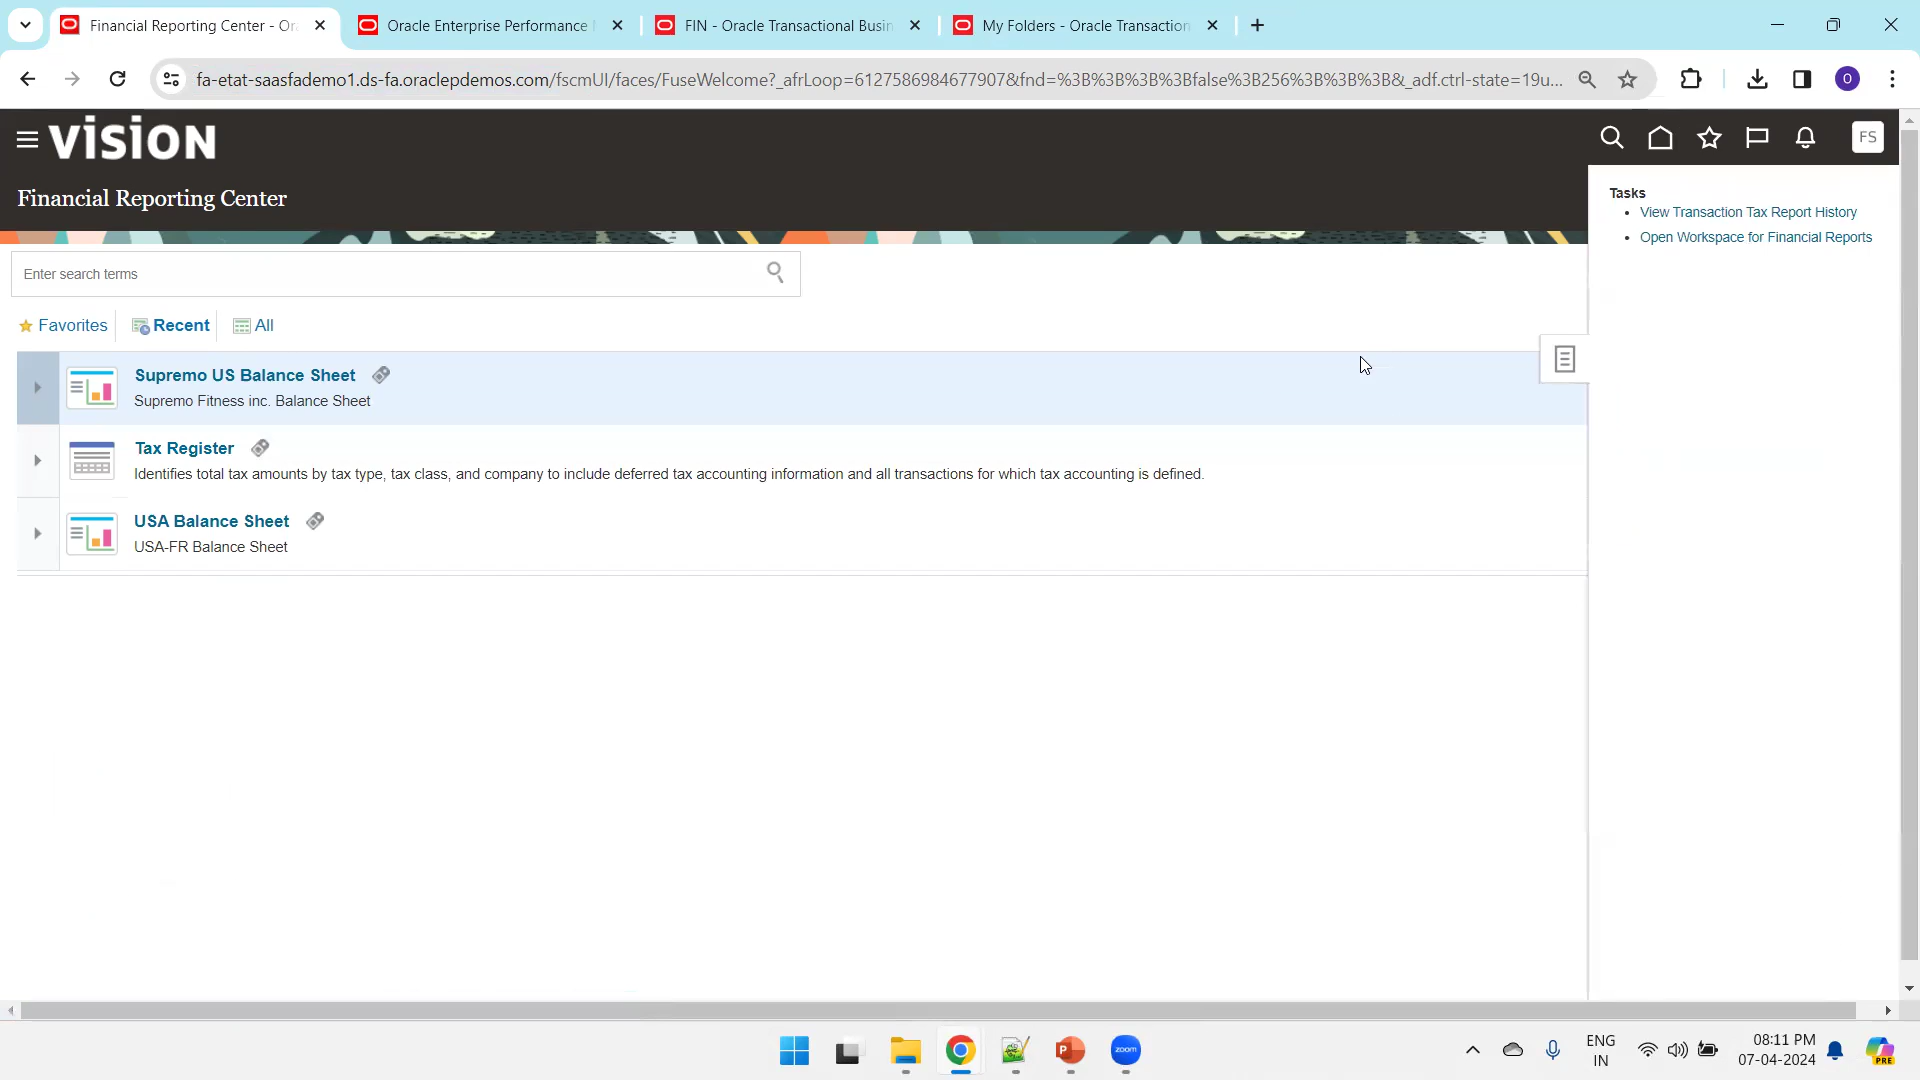 Financial Reporting Center - Or
Oracle Enterprise Performance
FIN - Oracle Transactional Busin
My Folders - Oracle Transaction
fa-etat-saasfademo1.ds-fa.oraclepdemos.com/fscmUI/faces/FuseWelcome?_afrLoop=6127586984677907&fnd=%3B%3B%3B%3Bfalse%3B256%3B%3B%3B&_adf.ctrl-state=19u...
O
VISION
FS
Financial Reporting Center
Tasks
• View Transaction Tax Report History
• Open Workspace for Financial Reports
Enter search terms
Favorites
Recent
All
Supremo US Balance Sheet
Supremo Fitness inc. Balance Sheet
Tax Register
Identifies total tax amounts by tax type, tax class, and company to include deferred tax accounting information and all transactions for which tax accounting is defined.
USA Balance Sheet
USA-FR Balance Sheet
P
zoom
ENG
IN
08:11 PM
07-04-2024
PRE